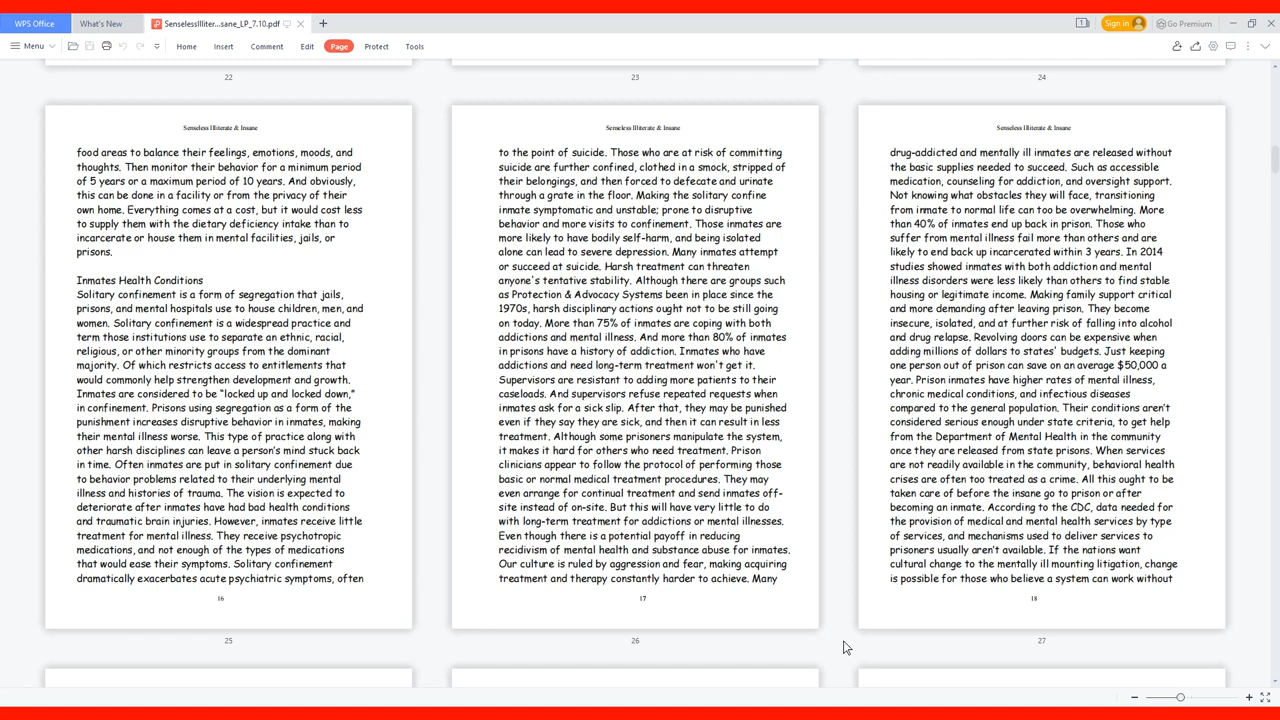 WPS Office
What's New
SenselessIlliter...sane_LP_7.10.pdf
Sign in
Go Premium
Menu
Home
Insert
Comment
Edit
Page
Protect
Tools
22
23
24
Senseless Illiterate & Insane
food areas to balance their feelings, emotions, moods, and
thoughts. Then monitor their behavior for a minimum period
of 5 years or a maximum period of 10 years. And obviously,
this can be done in a facility or from the privacy of their
own home. Everything comes at a cost, but it would cost less
to supply them with the dietary deficiency intake than to
incarcerate or house them in mental facilities, jails, or
prisons.
Inmates Health Conditions
Solitary confinement is a form of segregation that jails,
prisons, and mental hospitals use to house children, men, and
women. Solitary confinement is a widespread practice and
term those institutions use to separate an ethnic, racial,
religious, or other minority groups from the dominant
majority. Of which restricts access to entitlements that
would commonly help strengthen development and growth.
Inmates are considered to be “locked up and locked down,”
in confinement. Prisons using segregation as a form of the
punishment increases disruptive behavior in inmates, making
their mental illness worse. This type of practice along with
other harsh disciplines can leave a person's mind stuck back
in time. Often inmates are put in solitary confinement due
to behavior problems related to their underlying mental
illness and histories of trauma. The vision is expected to
deteriorate after inmates have had bad health conditions
and traumatic brain injuries. However, inmates receive little
treatment for mental illness. They receive psychotropic
medications, and not enough of the types of medications
that would ease their symptoms. Solitary confinement
dramatically exacerbates acute psychiatric symptoms, often
16
25
Senseless Illiterate & Insane
to the point of suicide. Those who are at risk of committing
suicide are further confined, clothed in a smock, stripped of
their belongings, and then forced to defecate and urinate
through a grate in the floor. Making the solitary confine
inmate symptomatic and unstable; prone to disruptive
behavior and more visits to confinement. Those inmates are
more likely to have bodily self-harm, and being isolated
alone can lead to severe depression. Many inmates attempt
or succeed at suicide. Harsh treatment can threaten
anyone's tentative stability. Although there are groups such
as Protection & Advocacy Systems been in place since the
1970s, harsh disciplinary actions ought not to be still going
on today. More than 75% of inmates are coping with both
addictions and mental illness. And more than 80% of inmates
in prisons have a history of addiction. Inmates who have
addictions and need long-term treatment won't get it.
Supervisors are resistant to adding more patients to their
caseloads. And supervisors refuse repeated requests when
inmates ask for a sick slip. After that, they may be punished
even if they say they are sick, and then it can result in less
treatment. Although some prisoners manipulate the system,
it makes it hard for others who need treatment. Prison
clinicians appear to follow the protocol of performing those
basic or normal medical treatment procedures. They may
even arrange for continual treatment and send inmates off-
site instead of on-site. But this will have very little to do
with long-term treatment for addictions or mental illnesses.
Even though there is a potential payoff in reducing
recidivism of mental health and substance abuse for inmates.
Our culture is ruled by aggression and fear, making acquiring
treatment and therapy constantly harder to achieve. Many
17
26
Senseless Illiterate & Insane
drug-addicted and mentally ill inmates are released without
the basic supplies needed to succeed. Such as accessible
medication, counseling for addiction, and oversight support.
Not knowing what obstacles they will face, transitioning
from inmate to normal life can too be overwhelming. More
than 40% of inmates end up back in prison. Those who
suffer from mental illness fail more than others and are
likely to end back up incarcerated within 3 years. In 2014
studies showed inmates with both addiction and mental
illness disorders were less likely than others to find stable
housing or legitimate income. Making family support critical
and more demanding after leaving prison. They become
insecure, isolated, and at further risk of falling into alcohol
and drug relapse. Revolving doors can be expensive when
adding millions of dollars to states' budgets. Just keeping
one person out of prison can save on an average $50,000 a
year. Prison inmates have higher rates of mental illness,
chronic medical conditions, and infectious diseases
compared to the general population. Their conditions aren't
considered serious enough under state criteria, to get help
from the Department of Mental Health in the community
once they are released from state prisons. When services
are not readily available in the community, behavioral health
crises are often too treated as a crime. All this ought to be
taken care of before the insane go to prison or after
becoming an inmate. According to the CDC, data needed for
the provision of medical and mental health services by type
of services, and mechanisms used to deliver services to
prisoners usually aren't available. If the nations want
cultural change to the mentally ill mounting litigation, change
is possible for those who believe a system can work without
18
27